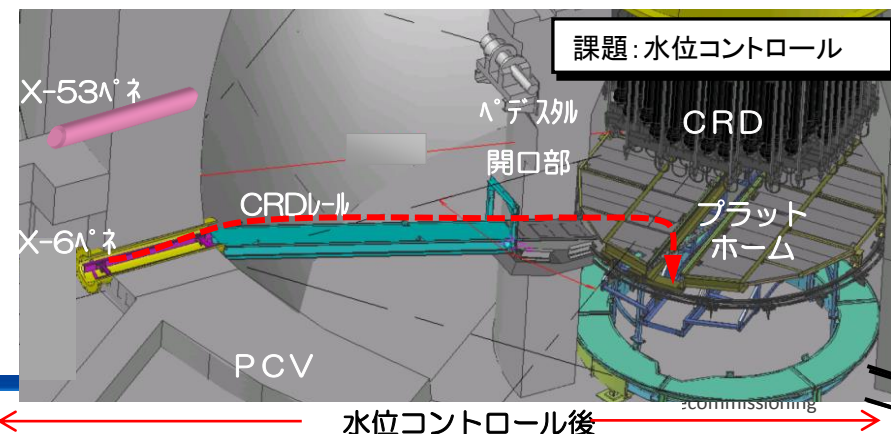 課題：水位コントロール
X-53ﾍﾟﾈ
ﾍﾟﾃﾞｽﾀﾙ
開口部
CRD
CRDﾚｰﾙ
プラット
ホーム
X-6ﾍﾟﾈ
PCV
ecommissioning
水位コントロール後